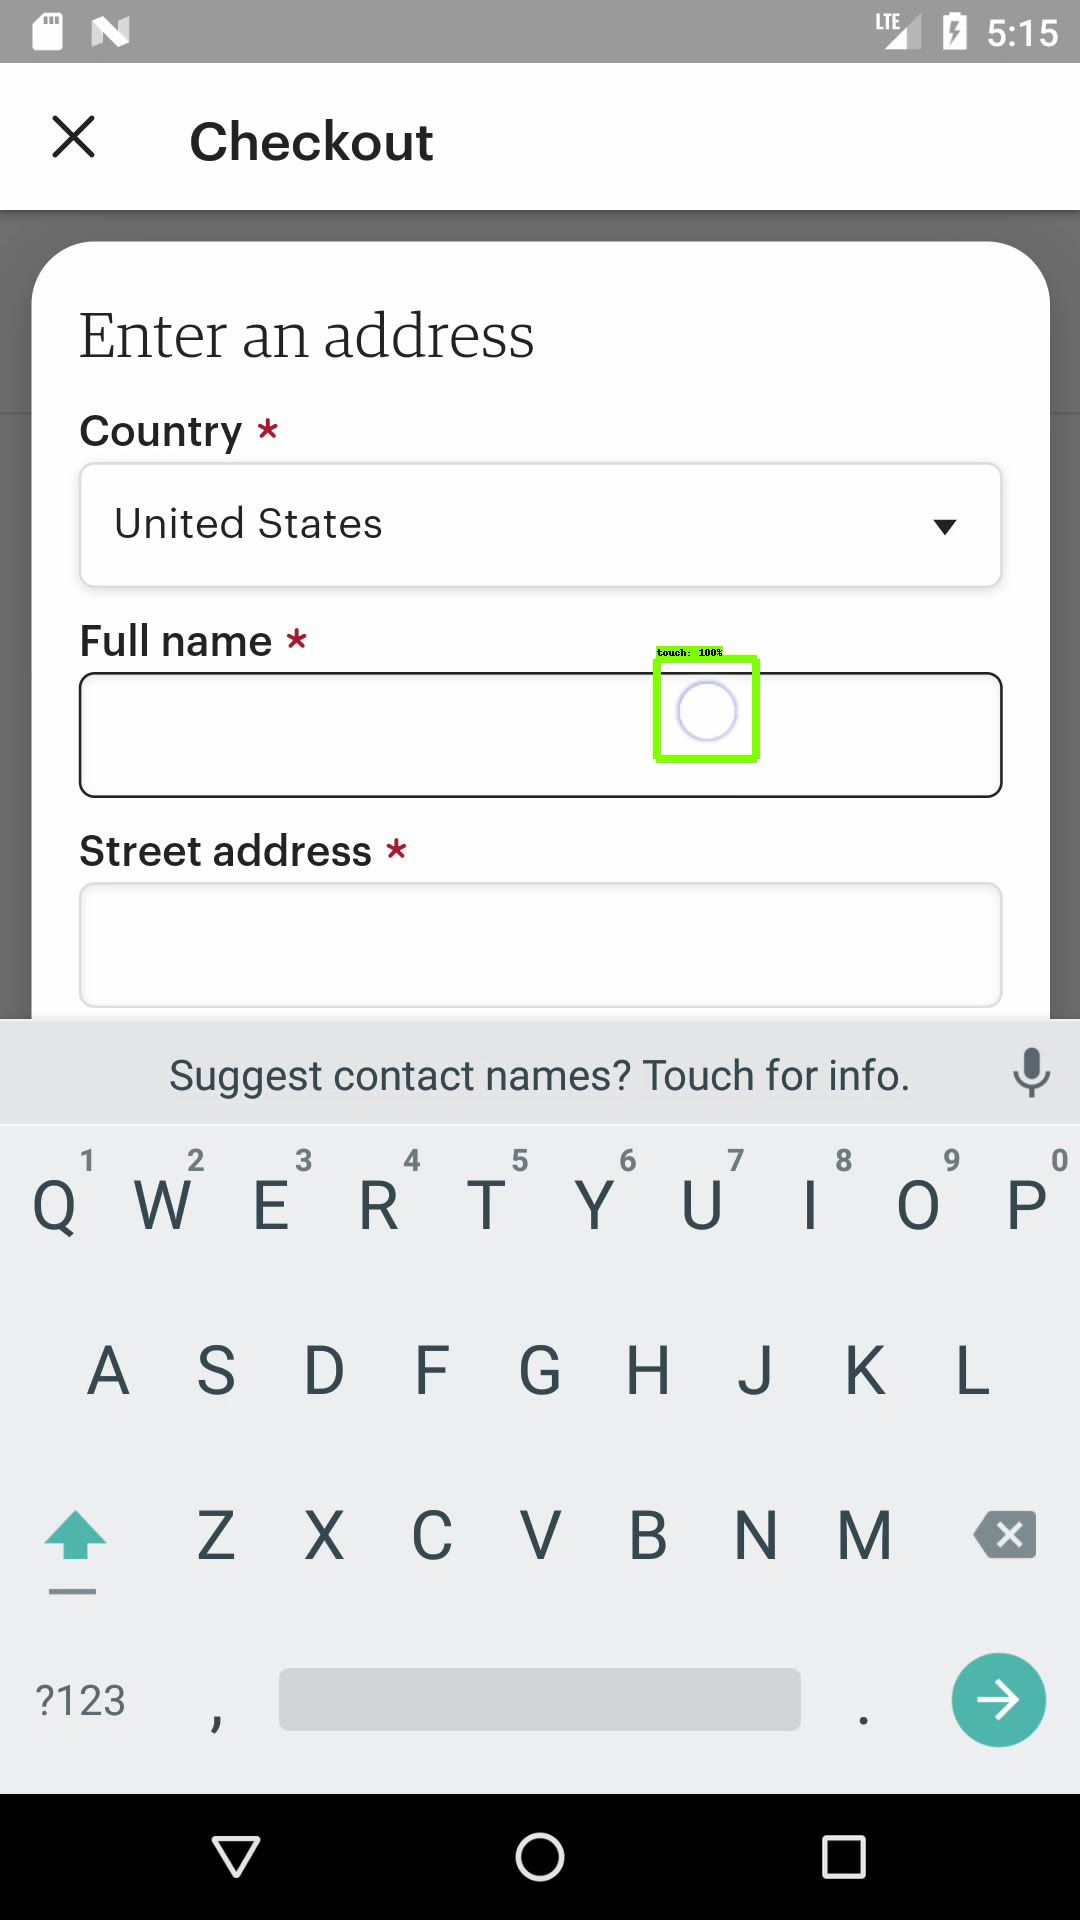 LTE 5:15
Checkout
Enter an address
Country *
United States
Full name *
touch: 100%
Street address *
Suggest contact names? Touch for info.
1 2 3 4 5 6 7 8 9 0
Q W E R T Y U I O P
A S D F G H J K L
Z X C V B N M
?123 , .